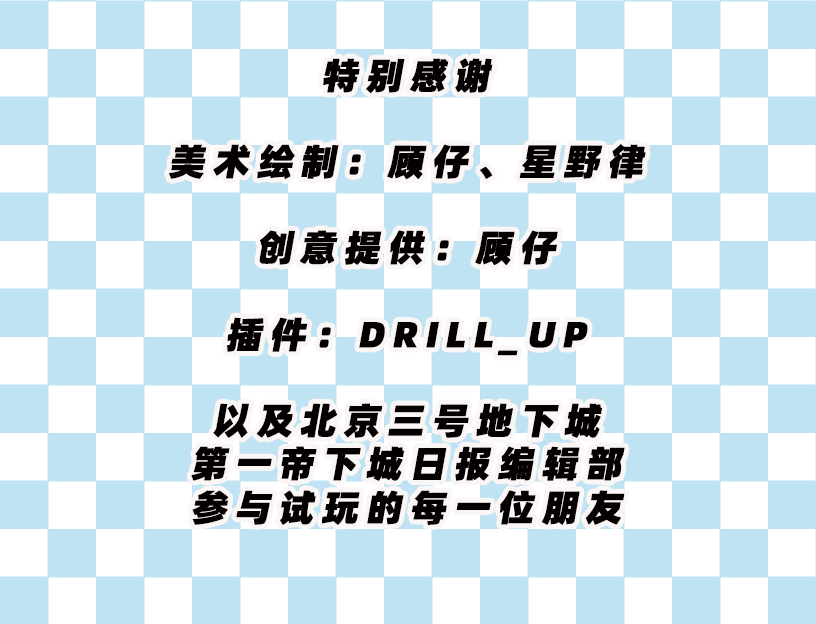 特别感谢
美术绘制：顾仔、星野律
创意提供：顾仔
插件：DRILL_UP
以及北京三号地下城
第一帝下城日报编辑部
参与试玩的每一位朋友